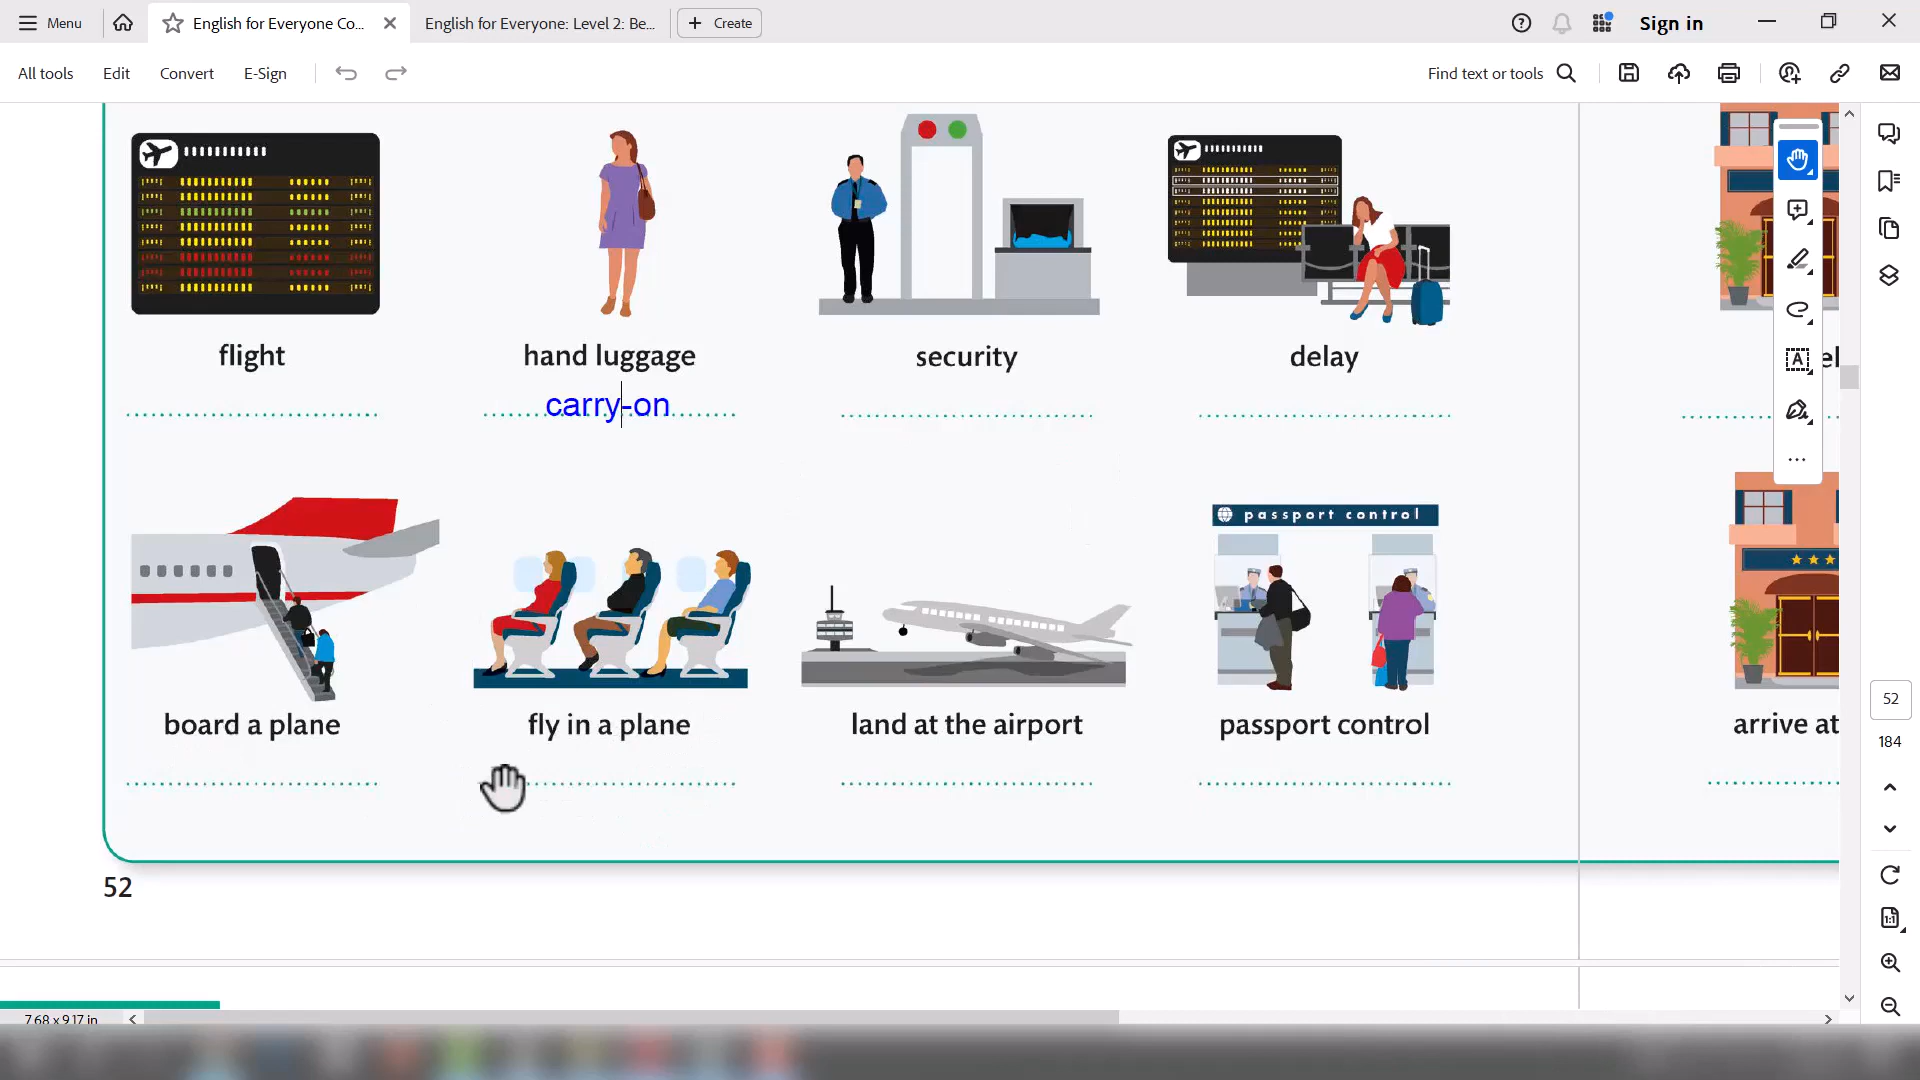 Menu
English for Everyone Co...
English for Everyone: Level 2: Be...
Create
Sign in
All tools
Edit
Convert
E-Sign
Find text or tools
flight
hand luggage
security
delay
carry-on
passport control
board a plane
fly in a plane
land at the airport
passport control
arrive at
52
52
184
7.68 x 9.17 in